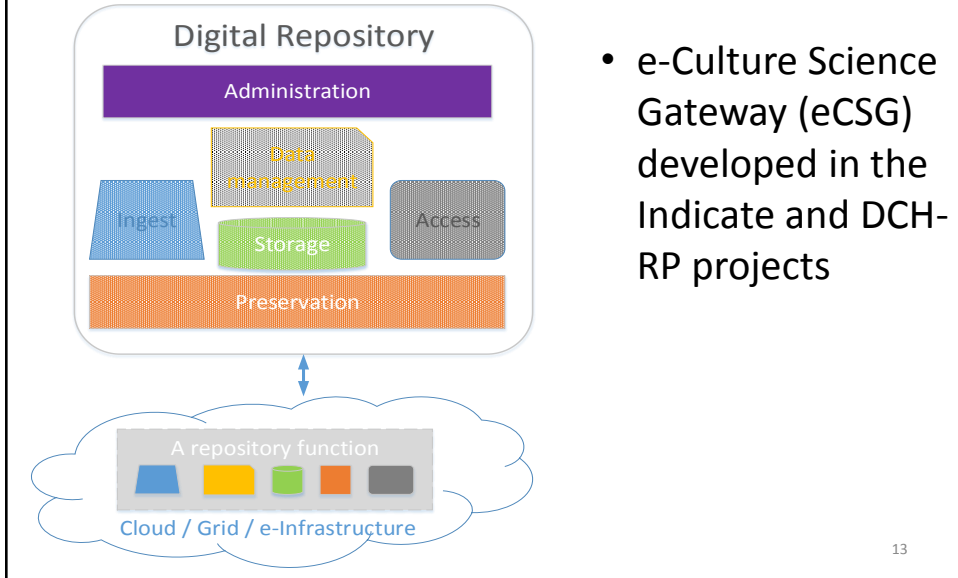 Digital Repository
Administration
Data
management
Ingest
Access
Storage
Preservation
A repository function
Cloud / Grid / e-Infrastructure
• e-Culture Science
Gateway (eCSG)
developed in the
Indicate and DCH-
RP projects
13